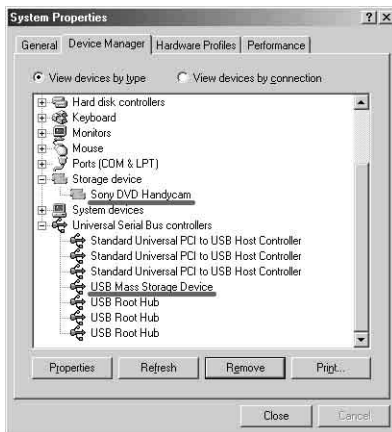 System Properties
General Device Manager Hardware Profiles Performance
View devices by type View devices by connection
Hard disk controllers
Keyboard
Monitors
Mouse
Ports (COM & LPT)
Storage device
Sony DVD Handycam
System devices
Universal Serial Bus controllers
Standard Universal PCI to USB Host Controller
Standard Universal PCI to USB Host Controller
Standard Universal PCI to USB Host Controller
USB Mass Storage Device
USB Root Hub
USB Root Hub
USB Root Hub
Properties Refresh Remove Print...
Close Cancel